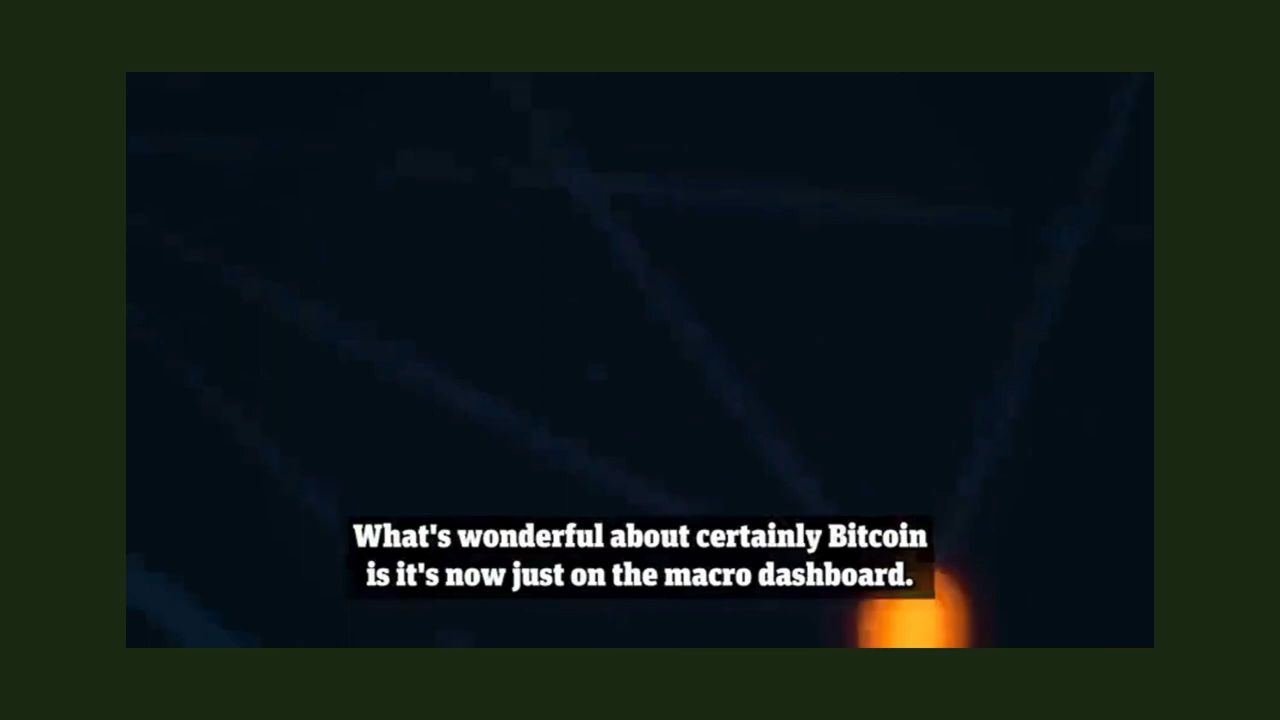 What's wonderful about certainly Bitcoin
is it's now just on the macro dashboard.